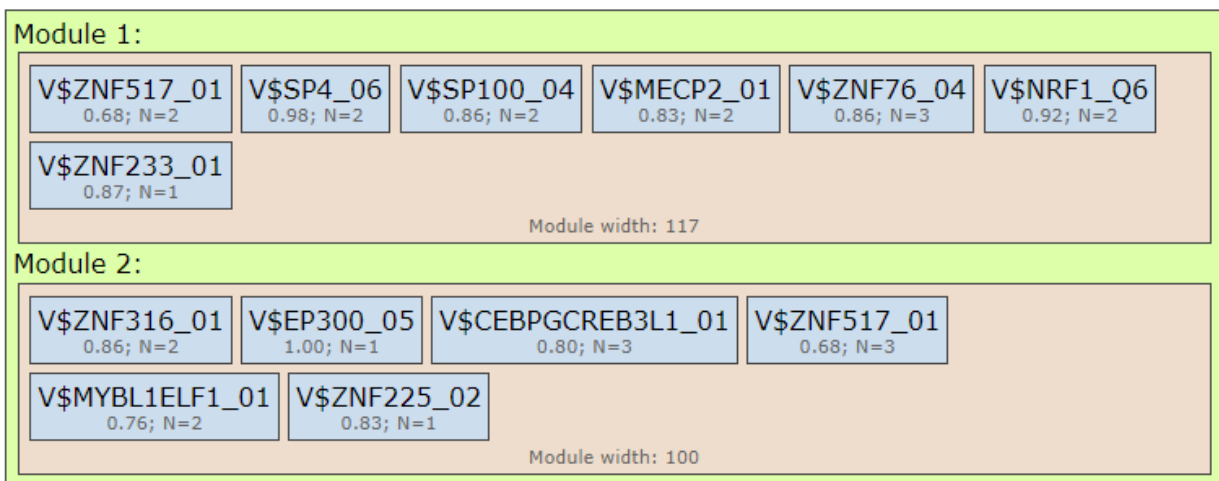 Module 1:
V$ZNF517_01 V$SP4_06 V$SP100_04 V$MECP2_01 V$ZNF76_04 V$NRF1_Q6
0.68; N=2 0.98; N=2 0.86; N=2 0.83; N=2 0.86; N=3 0.92; N=2
V$ZNF233_01
0.87; N=1
Module width: 117
Module 2:
V$ZNF316_01 V$EP300_05 V$CEBPGCREB3L1_01 V$ZNF517_01
0.86; N=2 1.00; N=1 0.80; N=3 0.68; N=3
V$MYBL1ELF1_01 V$ZNF225_02
0.76; N=2 0.83; N=1
Module width: 100